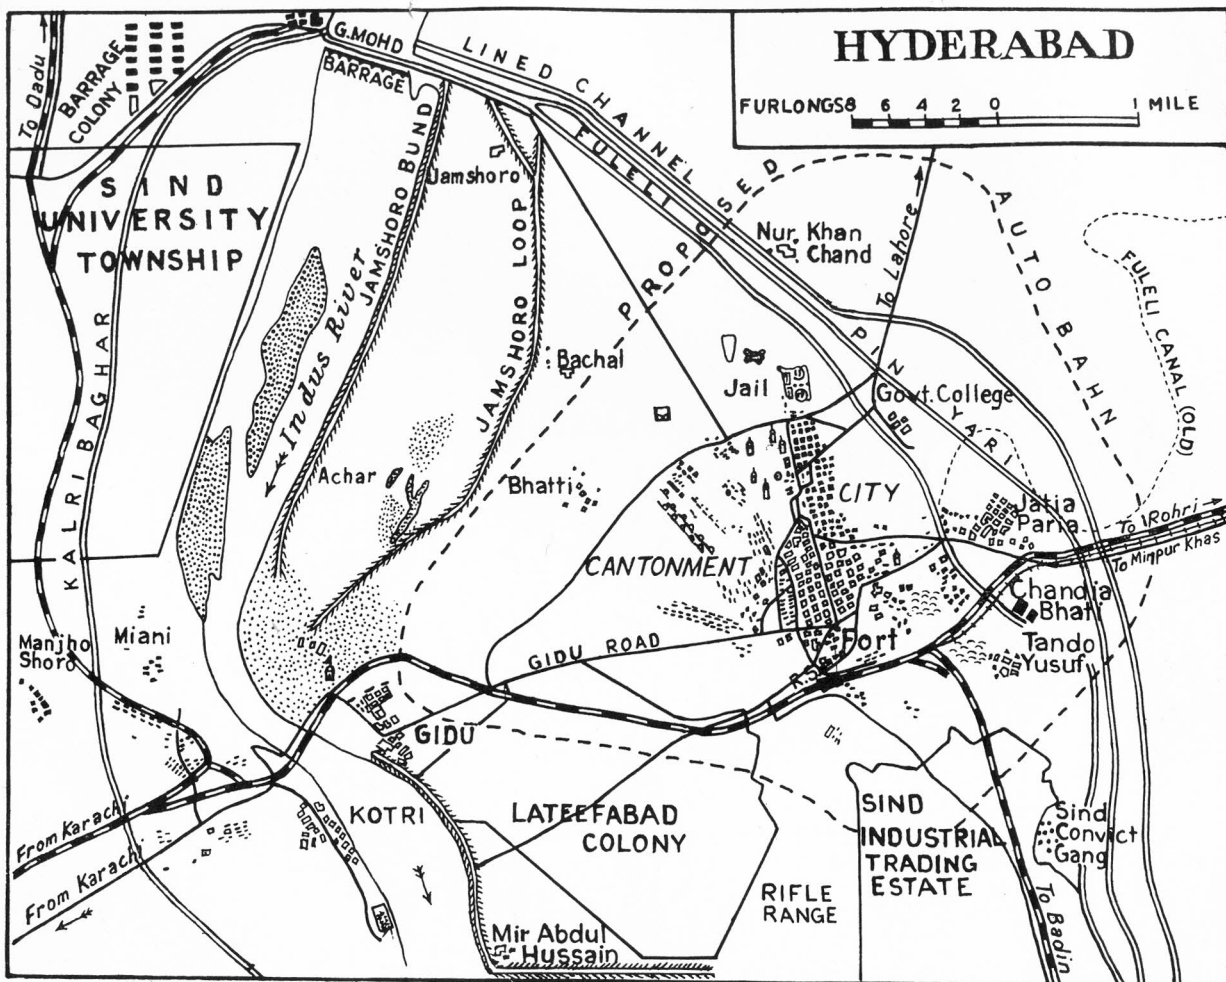 HYDERABAD
FURLONGS 8 6 4 2 0 1 MILE
To Dadu
BARRAGE
COLONY
G.MOHD
BARRAGE
LINED CHANNEL
FULELI
PROPOSED
AUTOBAHN
SIND
UNIVERSITY
TOWNSHIP
Jamshoro
JAMSHORO BUND
JAMSHORO LOOP
Indus River
Nur Khan
Chand
To Lahore
FULELI CANAL (OLD)
PINYARI
KALRI BAGHAR
Bachal
Jail
Govt. College
Achar
Bhatti
CITY
Jatia
Paria
To Rohri
To Mirpur Khas
CANTONMENT
Chandia
Bhati
Manjho
Shoro
Miani
GIDU ROAD
Fort
Tando
Yusuf
R.S.
GIDU
KOTRI
LATEEFABAD
COLONY
SIND
INDUSTRIAL
TRADING
ESTATE
Sind
Convict
Gang
From Karachi
From Karachi
RIFLE
RANGE
To Badin
Mir Abdul
Hussain